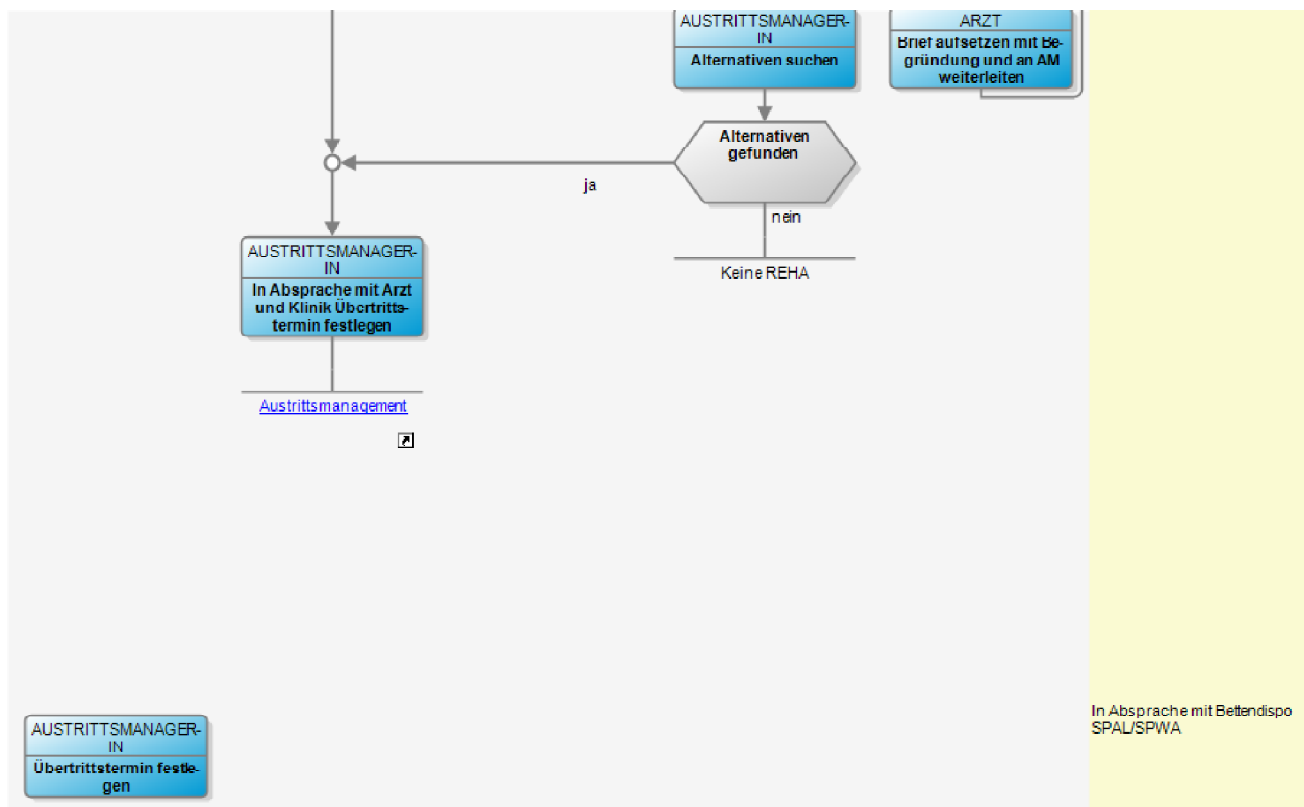 AUSTRITTSMANAGER-
IN
Alternativen suchen
ARZT
Brief aufsetzen mit Be-
gründung und an AM
weiterleiten
Alternativen
gefunden
ja
nein
Keine REHA
AUSTRITTSMANAGER-
IN
In Absprache mit Arzt
und Klinik Übertritts-
termin festlegen
Austrittsmanagement
In Absprache mit Bettendispo
SPAL/SPWA
AUSTRITTSMANAGER-
IN
Übertrittstermin festle-
gen